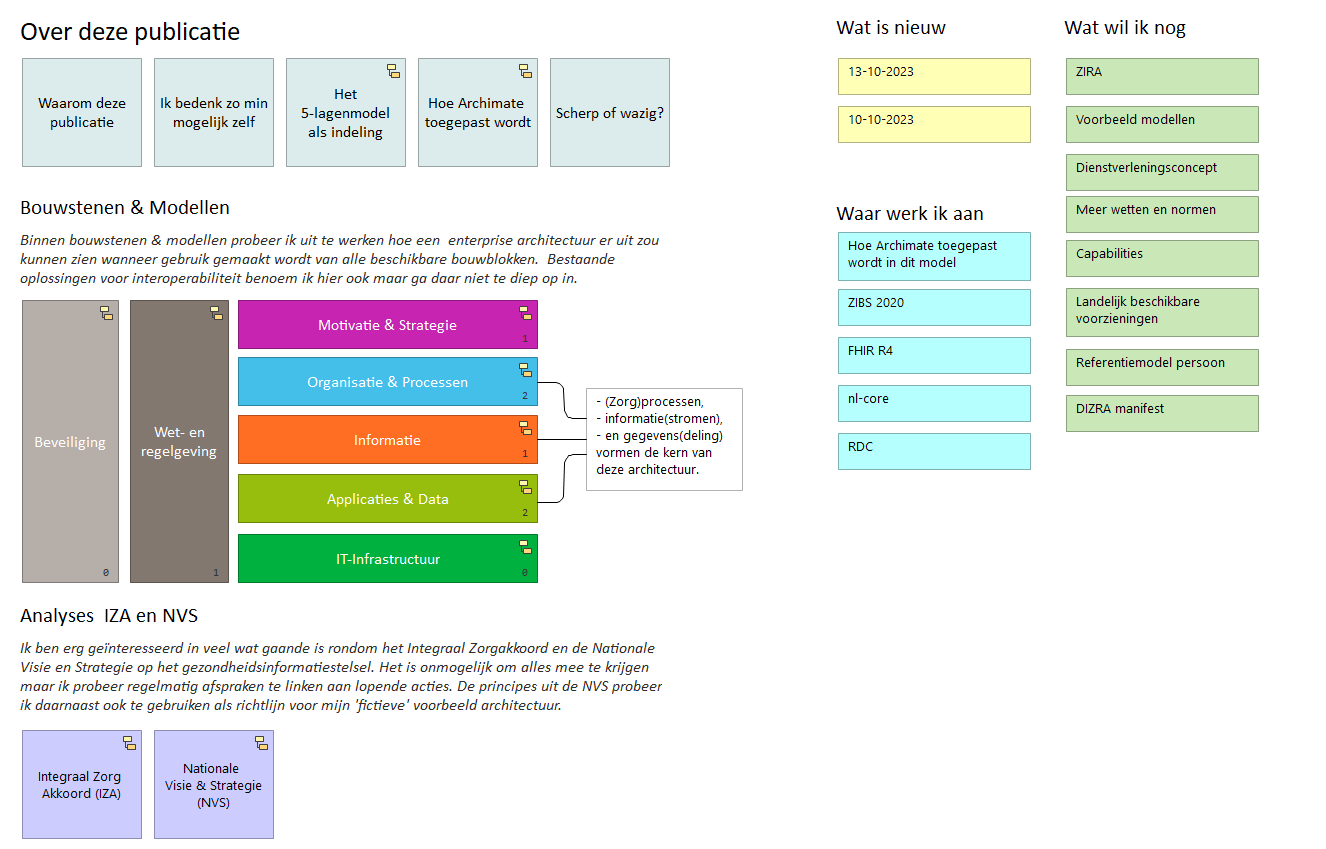 Over deze publicatie
Waarom deze
publicatie
Ik bedenk zo min
mogelijk zelf
Het
5-lagenmodel
als indeling
Hoe Archimate
toegepast wordt
Scherp of wazig?
Bouwstenen & Modellen
Binnen bouwstenen & modellen probeer ik uit te werken hoe een enterprise architectuur er uit zou
kunnen zien wanneer gebruik gemaakt wordt van alle beschikbare bouwblokken. Bestaande
oplossingen voor interoperabiliteit benoem ik hier ook maar ga daar niet te diep op in.
Beveiliging
0
Wet- en
regelgeving
1
Motivatie & Strategie
1
Organisatie & Processen
2
Informatie
1
Applicaties & Data
2
IT-Infrastructuur
0
- (Zorg)processen,
- informatie(stromen),
- en gegevens(deling)
vormen de kern van
deze architectuur.
Analyses IZA en NVS
Ik ben erg geïnteresseerd in veel wat gaande is rondom het Integraal Zorgakkoord en de Nationale
Visie en Strategie op het gezondheidsinformatiestelsel. Het is onmogelijk om alles mee te krijgen
maar ik probeer regelmatig afspraken te linken aan lopende acties. De principes uit de NVS probeer
ik daarnaast ook te gebruiken als richtlijn voor mijn 'fictieve' voorbeeld architectuur.
Integraal Zorg
Akkoord (IZA)
Nationale
Visie & Strategie
(NVS)
Wat is nieuw
13-10-2023
10-10-2023
Waar werk ik aan
Hoe Archimate toegepast
wordt in dit model
ZIBS 2020
FHIR R4
nl-core
RDC
Wat wil ik nog
ZIRA
Voorbeeld modellen
Dienstverleningsconcept
Meer wetten en normen
Capabilities
Landelijk beschikbare
voorzieningen
Referentiemodel persoon
DIZRA manifest